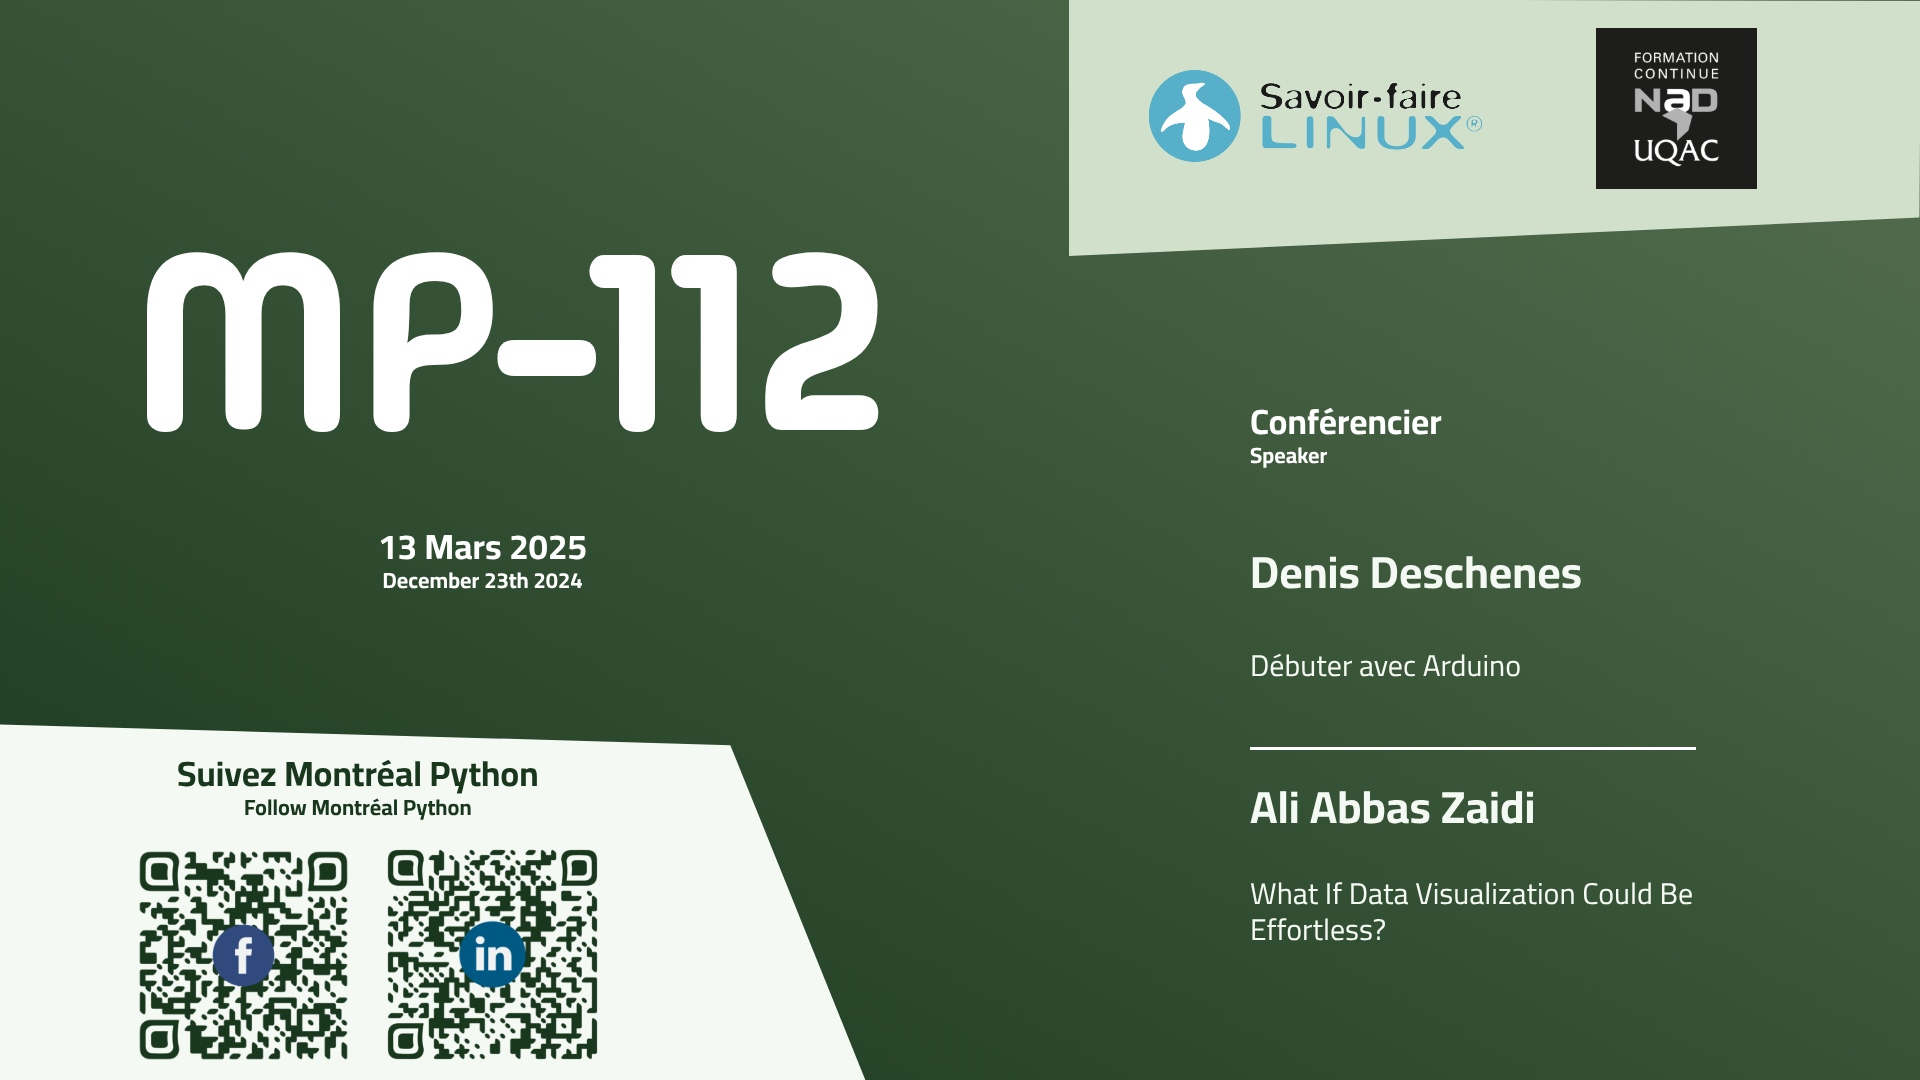 MP-112
13 Mars 2025
December 23th 2024
Suivez Montréal Python
Follow Montréal Python
f
in
Savoir-faire
LINUX®
FORMATION
CONTINUE
NaD
UQAC
Conférencier
Speaker
Denis Deschenes
Débuter avec Arduino
Ali Abbas Zaidi
What If Data Visualization Could Be
Effortless?